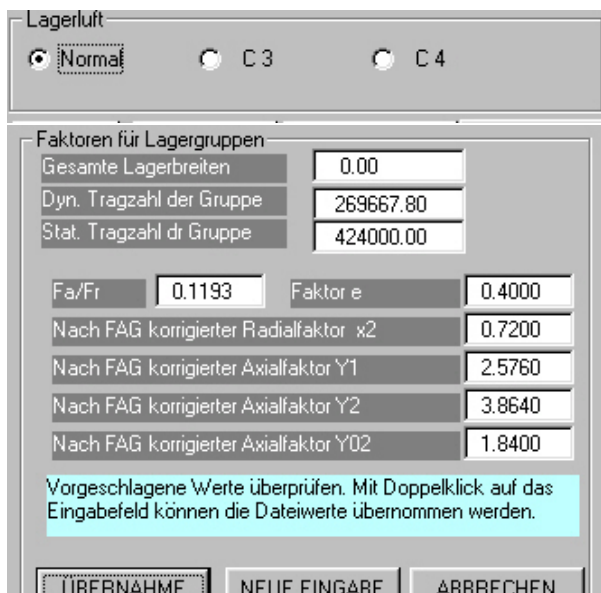 Lagerluft
Normal C 3 C 4
Faktoren für Lagergruppen
Gesamte Lagerbreiten 0.00
Dyn. Tragzahl der Gruppe 269667.80
Stat. Tragzahl dr Gruppe 424000.00
Fa/Fr 0.1193 Faktor e 0.4000
Nach FAG korrigierter Radialfaktor x2 0.7200
Nach FAG korrigierter Axialfaktor Y1 2.5760
Nach FAG korrigierter Axialfaktor Y2 3.8640
Nach FAG korrigierter Axialfaktor Y02 1.8400
Vorgeschlagene Werte überprüfen. Mit Doppelklick auf das
Eingabefeld können die Dateiwerte übernommen werden.
ÜBERNAHME NEUE EINGABE ABBRECHEN